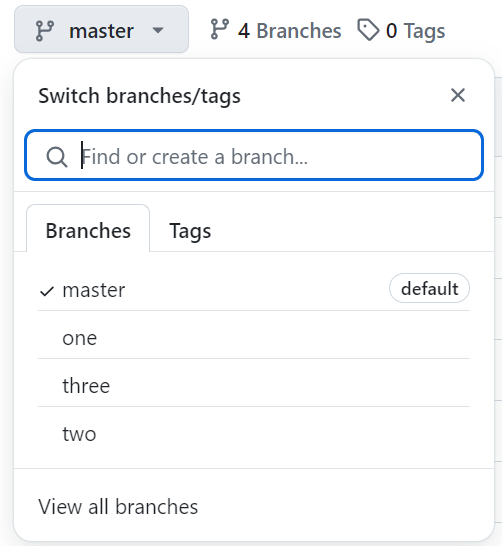 master 4 Branches 0 Tags
Switch branches/tags
Find or create a branch...
Branches Tags
master default
one
three
two
View all branches